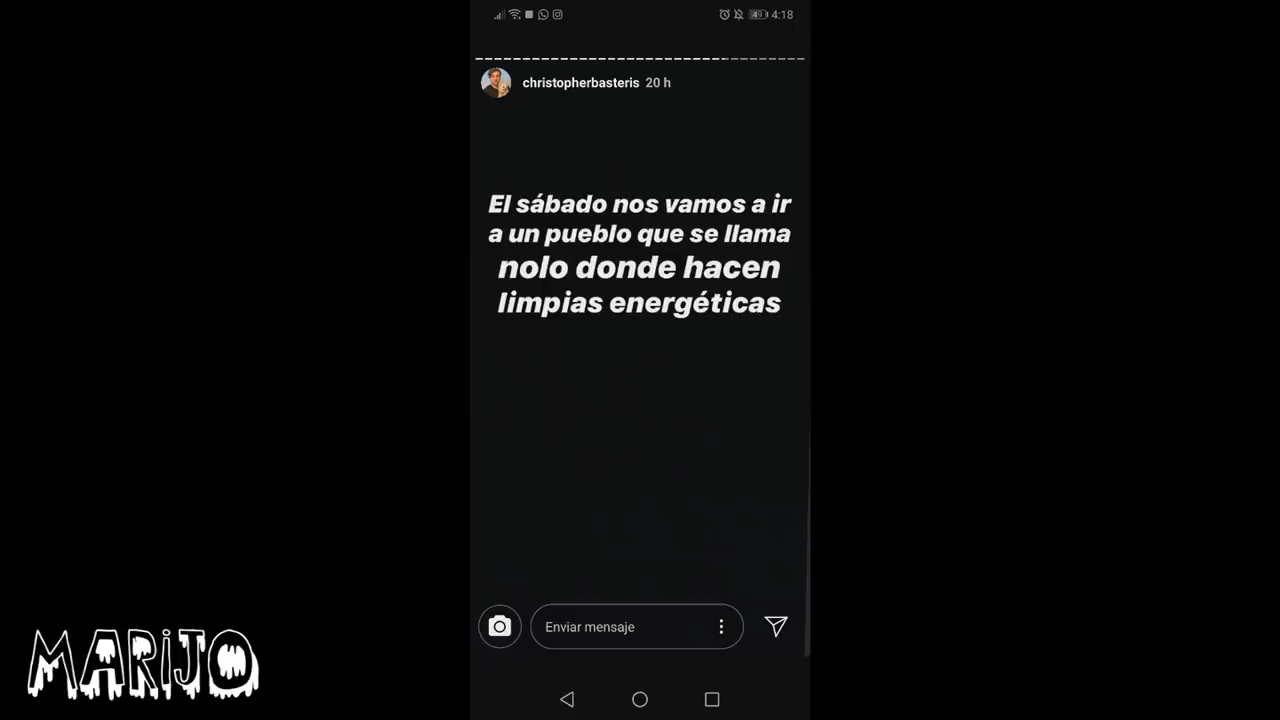 49 4:18
christopherbasteris 20 h
El sábado nos vamos a ir
a un pueblo que se llama
nolo donde hacen
limpias energéticas
Enviar mensaje
MARiJO